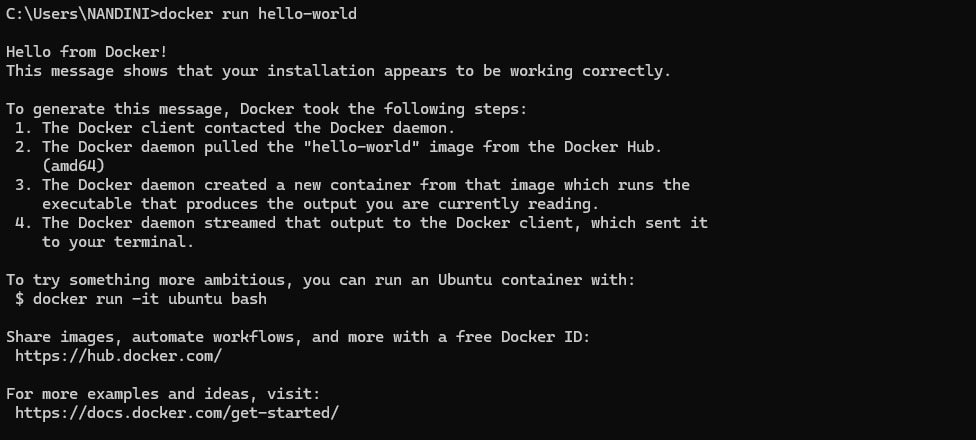 C:\Users\NANDINI>docker run hello-world
Hello from Docker!
This message shows that your installation appears to be working correctly.
To generate this message, Docker took the following steps:
1. The Docker client contacted the Docker daemon.
2. The Docker daemon pulled the "hello-world" image from the Docker Hub.
(amd64)
3. The Docker daemon created a new container from that image which runs the
executable that produces the output you are currently reading.
4. The Docker daemon streamed that output to the Docker client, which sent it
to your terminal.
To try something more ambitious, you can run an Ubuntu container with:
$ docker run -it ubuntu bash
Share images, automate workflows, and more with a free Docker ID:
https://hub.docker.com/
For more examples and ideas, visit:
https://docs.docker.com/get-started/